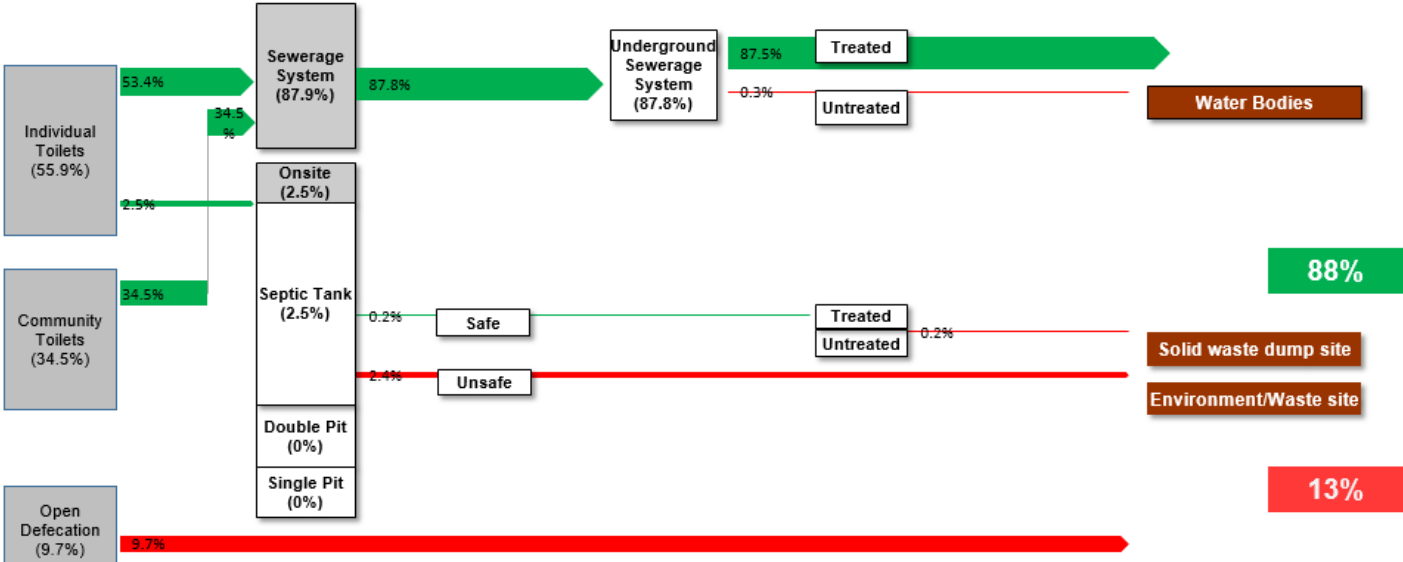 Individual
Toilets
(55.9%)
Community
Toilets
(34.5%)
Open
Defecation
(9.7%)
53.4%
34.5
%
2.5%
34.5%
9.7%
Sewerage
System
(87.9%)
Onsite
(2.5%)
Septic Tank
(2.5%)
Double Pit
(0%)
Single Pit
(0%)
87.8%
0.2%
Safe
2.4%
Unsafe
Underground
Sewerage
System
(87.8%)
87.5%
Treated
0.3%
Untreated
Treated
Untreated
0.2%
Water Bodies
Solid waste dump site
Environment/Waste site
88%
13%